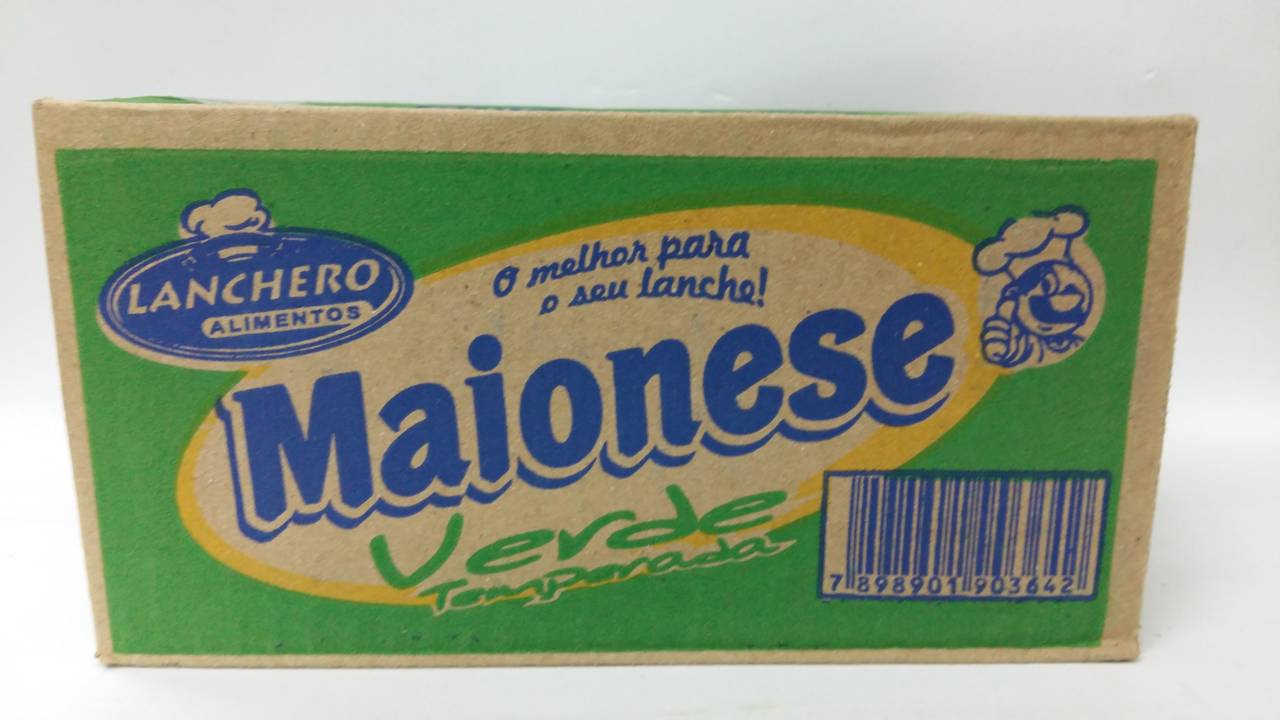 LANCHERO
ALIMENTOS
O melhor para
o seu lanche!
Maionese
Verde
Temperada
7 898901 903642